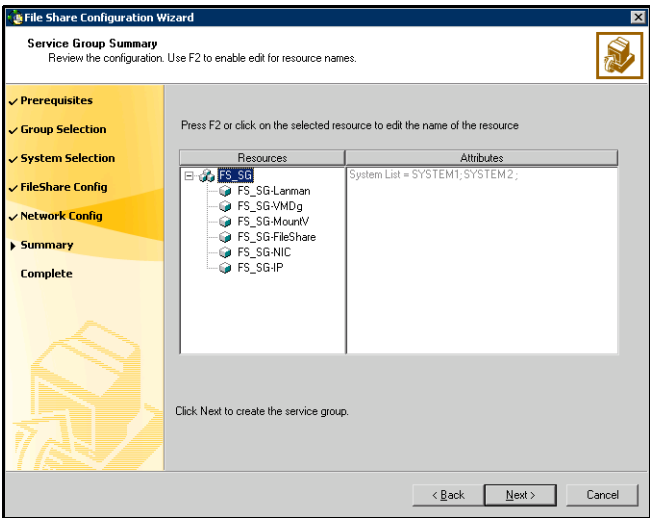 File Share Configuration Wizard
Service Group Summary
Review the configuration. Use F2 to enable edit for resource names.
Prerequisites
Group Selection
System Selection
FileShare Config
Network Config
Summary
Complete
Press F2 or click on the selected resource to edit the name of the resource
Resources
Attributes
FS_SG
System List = SYSTEM1;SYSTEM2;
FS_SG-Lanman
FS_SG-VMDg
FS_SG-MountV
FS_SG-FileShare
FS_SG-NIC
FS_SG-IP
Click Next to create the service group.
< Back
Next >
Cancel